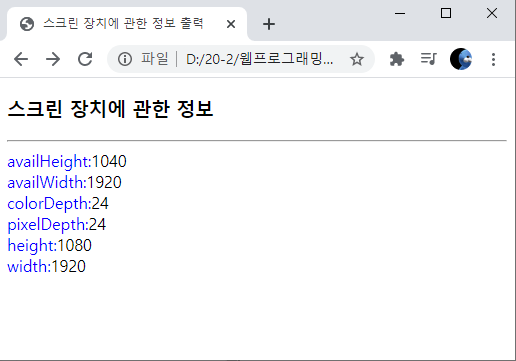 스크린 장치에 관한 정보 출력
파일 D:/20-2/웹프로그래밍...
스크린 장치에 관한 정보
availHeight:1040
availWidth:1920
colorDepth:24
pixelDepth:24
height:1080
width:1920